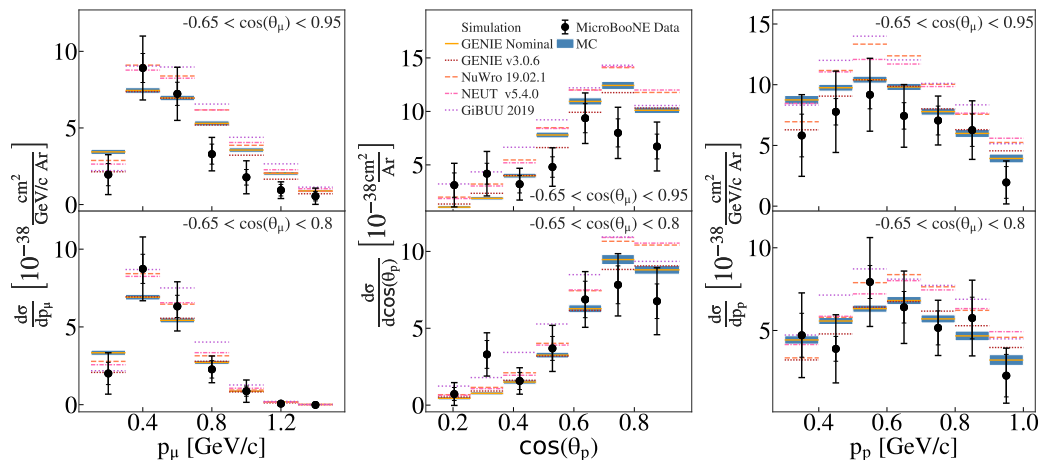 -0.65 < cos(θμ) < 0.95
10
5
0
dσ/dpμ [10⁻³⁸ cm²/GeV/c Ar]
-0.65 < cos(θμ) < 0.8
10
5
0
0.4 0.8 1.2
pμ [GeV/c]
Simulation
GENIE Nominal
GENIE v3.0.6
NuWro 19.02.1
NEUT v5.4.0
GiBUU 2019
MicroBooNE Data
MC
15
10
5
-0.65 < cos(θμ) < 0.95
dσ/dcos(θp) [10⁻³⁸ cm²/Ar]
-0.65 < cos(θμ) < 0.8
10
5
0
0.2 0.4 0.6 0.8 1.0
cos(θp)
-0.65 < cos(θμ) < 0.95
15
10
5
0
dσ/dpp [10⁻³⁸ cm²/GeV/c Ar]
-0.65 < cos(θμ) < 0.8
10
5
0.4 0.6 0.8 1.0
pp [GeV/c]